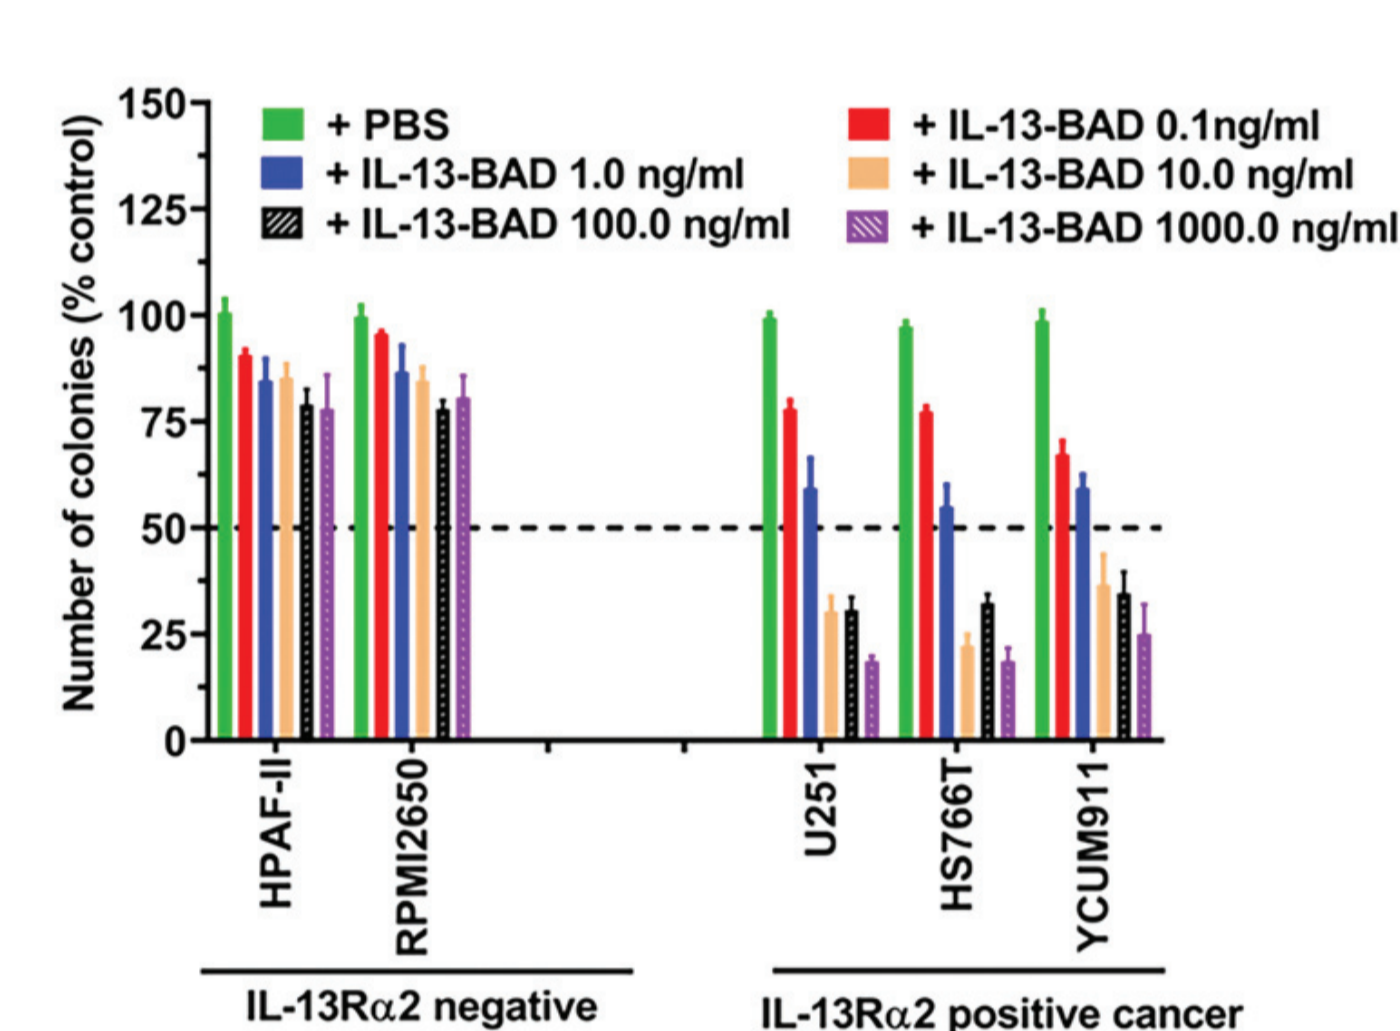 150
+ PBS
+ IL-13-BAD 0.1ng/ml
+ IL-13-BAD 1.0 ng/ml
+ IL-13-BAD 10.0 ng/ml
+ IL-13-BAD 100.0 ng/ml
+ IL-13-BAD 1000.0 ng/ml
125
100
75
50
25
0
Number of colonies (% control)
HPAF-II
RPMI2650
U251
HS766T
YCUM911
IL-13Rα2 negative
IL-13Rα2 positive cancer